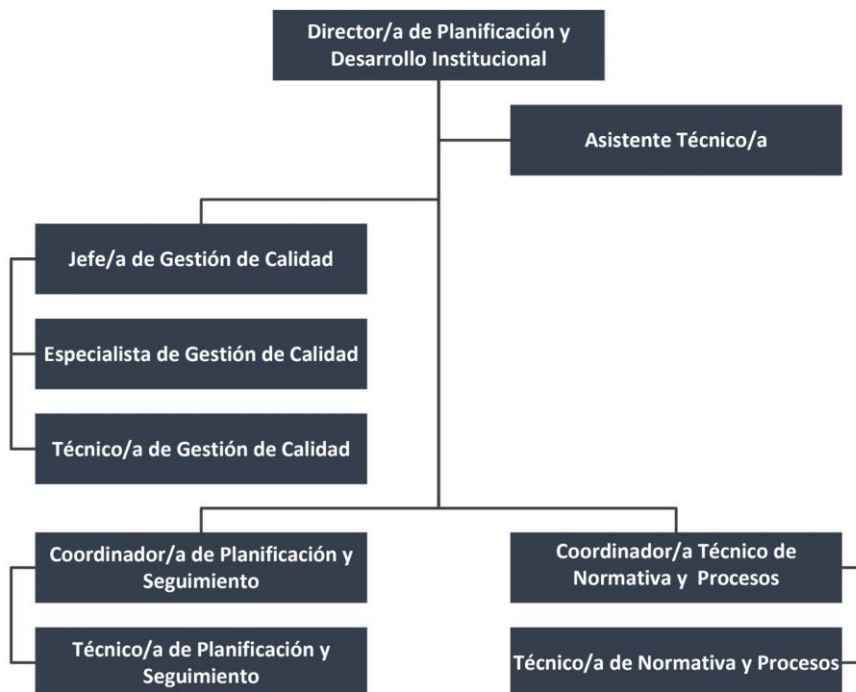 Director/a de Planificación y
Desarrollo Institucional
Asistente Técnico/a
Jefe/a de Gestión de Calidad
Especialista de Gestión de Calidad
Técnico/a de Gestión de Calidad
Coordinador/a de Planificación y
Seguimiento
Coordinador/a Técnico de
Normativa y Procesos
Técnico/a de Planificación y
Seguimiento
Técnico/a de Normativa y Procesos